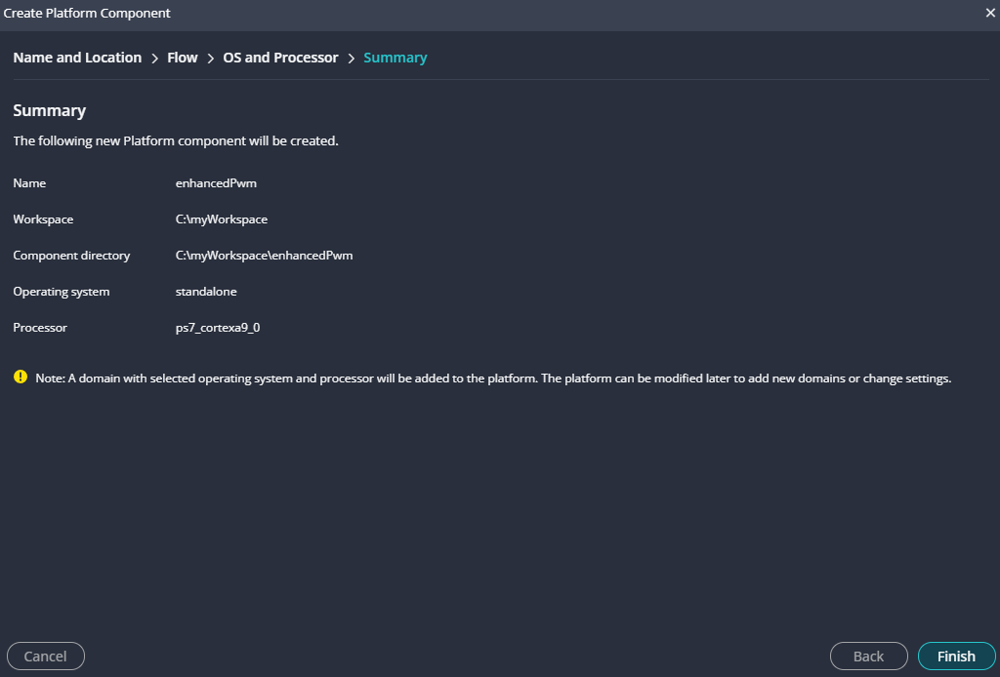 Create Platform Component
Name and Location > Flow > OS and Processor > Summary
Summary
The following new Platform component will be created.
Name enhancedPwm
Workspace C:\myWorkspace
Component directory C:\myWorkspace\enhancedPwm
Operating system standalone
Processor ps7_cortexa9_0
Note: A domain with selected operating system and processor will be added to the platform. The platform can be modified later to add new domains or change settings.
Cancel Back Finish